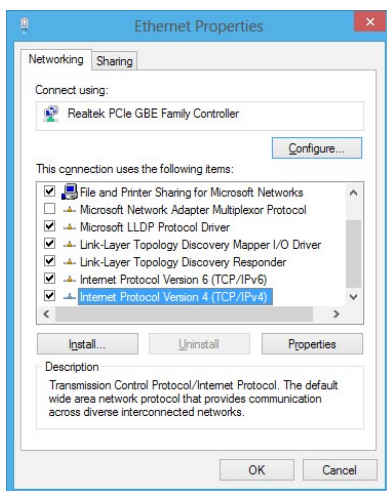 Ethernet Properties
Networking
Sharing
Connect using:
Realtek PCIe GBE Family Controller
Configure...
This connection uses the following items:
File and Printer Sharing for Microsoft Networks
Microsoft Network Adapter Multiplexor Protocol
Microsoft LLDP Protocol Driver
Link-Layer Topology Discovery Mapper I/O Driver
Link-Layer Topology Discovery Responder
Internet Protocol Version 6 (TCP/IPv6)
Internet Protocol Version 4 (TCP/IPv4)
Install...
Uninstall
Properties
Description
Transmission Control Protocol/Internet Protocol. The default
wide area network protocol that provides communication
across diverse interconnected networks.
OK
Cancel